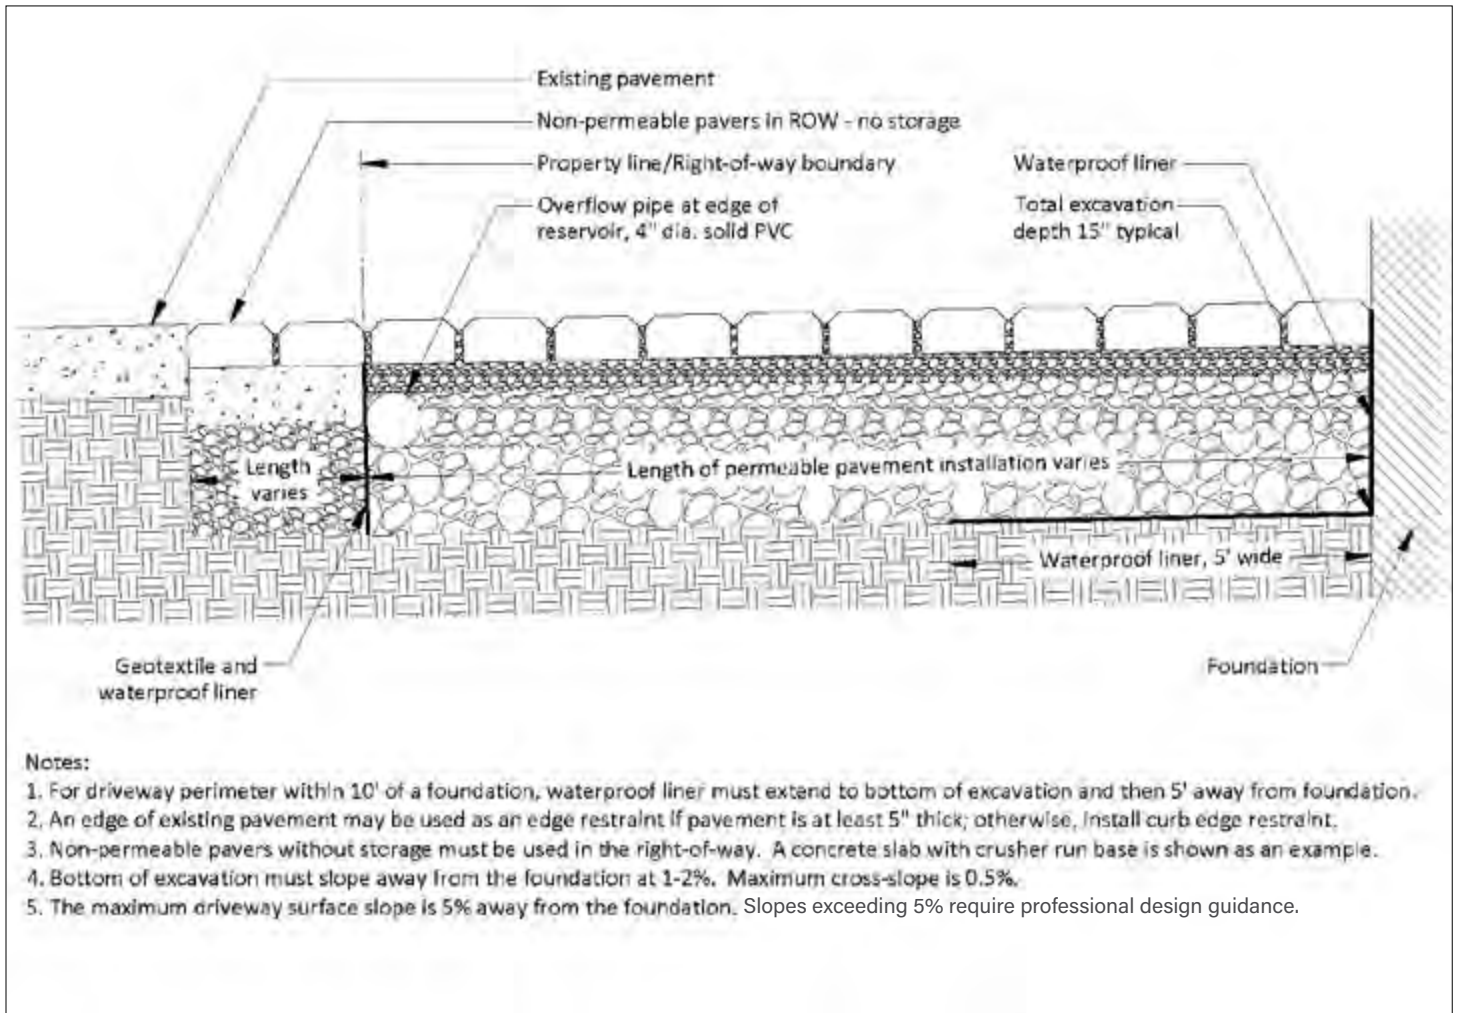 Existing pavement
Non-permeable pavers in ROW - no storage
Property line/Right-of-way boundary
Waterproof liner
Overflow pipe at edge of
reservoir, 4" dia. solid PVC
Total excavation
depth 15" typical
Length
varies
Length of permeable pavement installation varies
Waterproof liner, 5' wide
Geotextile and
waterproof liner
Foundation
Notes:
1. For driveway perimeter within 10' of a foundation, waterproof liner must extend to bottom of excavation and then 5' away from foundation.
2. An edge of existing pavement may be used as an edge restraint if pavement is at least 5" thick; otherwise, install curb edge restraint.
3. Non-permeable pavers without storage must be used in the right-of-way. A concrete slab with crusher run base is shown as an example.
4. Bottom of excavation must slope away from the foundation at 1-2%. Maximum cross-slope is 0.5%.
5. The maximum driveway surface slope is 5% away from the foundation. Slopes exceeding 5% require professional design guidance.